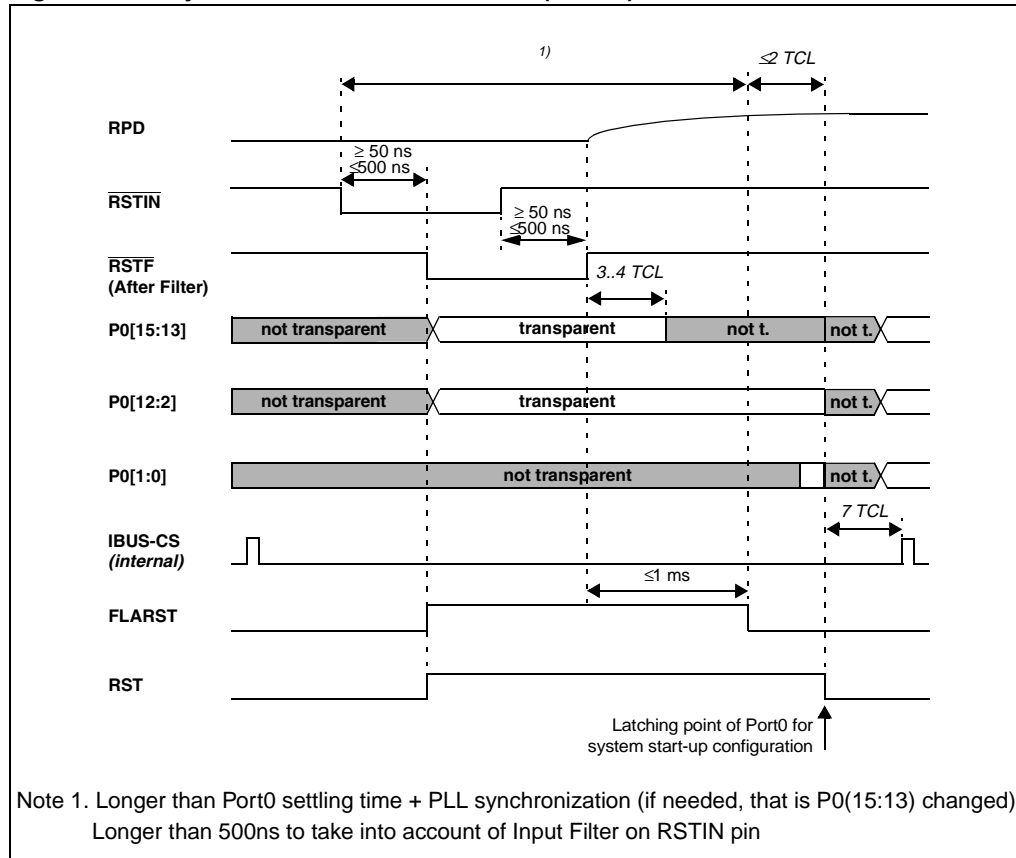 1)
≤2 TCL
RPD
≥ 50 ns
≤500 ns
RSTIN
≥ 50 ns
≤500 ns
RSTF
(After Filter)
3..4 TCL
P0[15:13]
not transparent
transparent
not t.
not t.
P0[12:2]
not transparent
transparent
not t.
P0[1:0]
not transparent
not t.
7 TCL
IBUS-CS
(internal)
≤1 ms
FLARST
RST
Latching point of Port0 for
system start-up configuration
Note 1. Longer than Port0 settling time + PLL synchronization (if needed, that is P0(15:13) changed)
Longer than 500ns to take into account of Input Filter on RSTIN pin